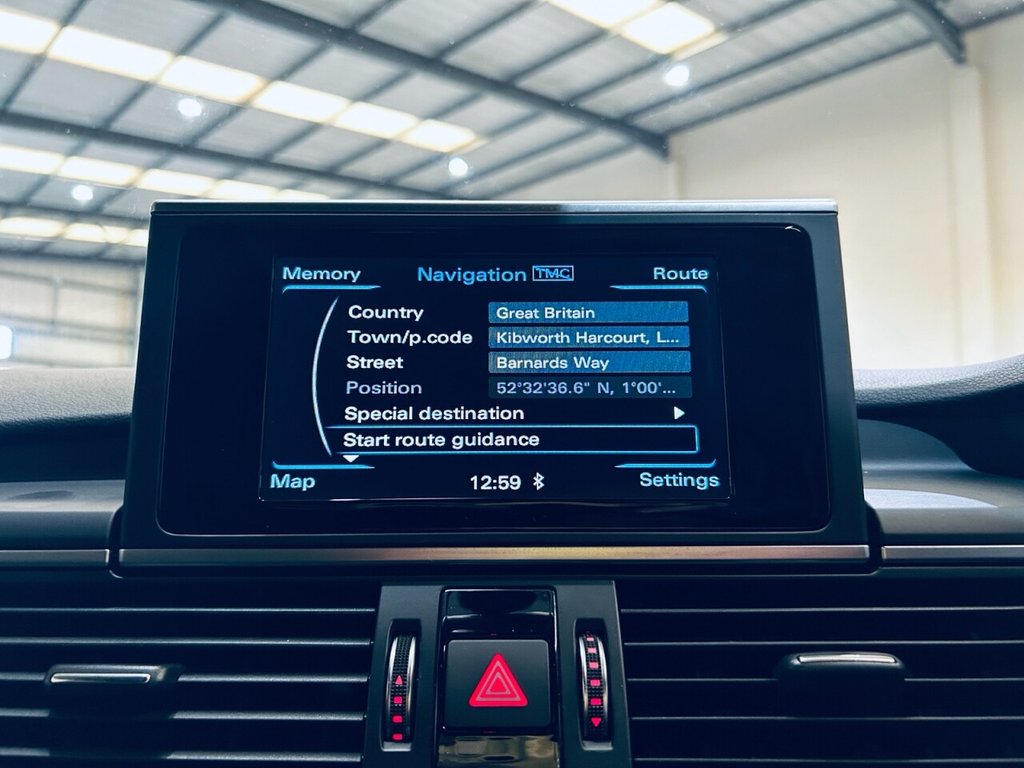 Memory Navigation TMC Route
Country Great Britain
Town/p.code Kibworth Harcourt, L...
Street Barnards Way
Position 52°32'36.6" N, 1°00'...
Special destination
Start route guidance
Map 12:59 Settings